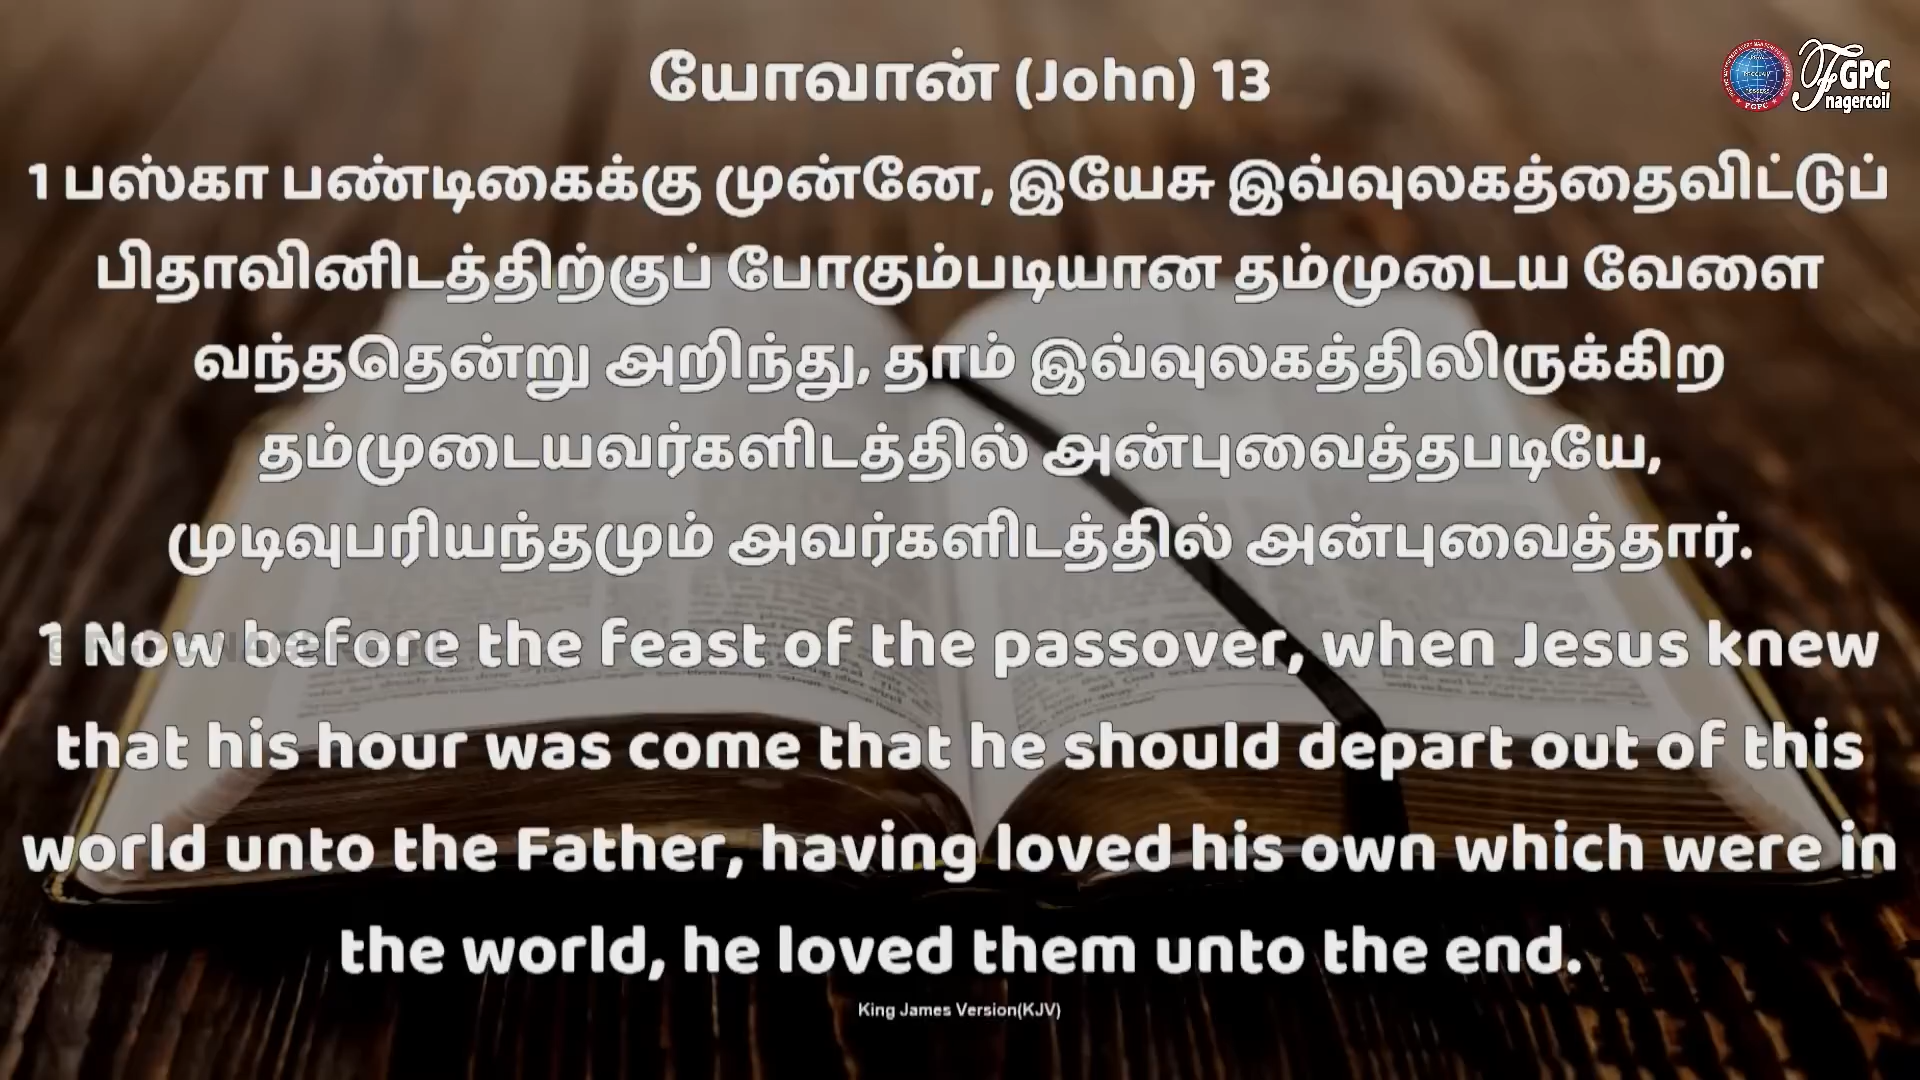 யோவான் (John) 13
FGPC
nagercoil
1 பஸ்கா பண்டிகைக்கு முன்னே, இயேசு இவ்வுலகத்தைவிட்டுப்
பிதாவினிடத்திற்குப் போகும்படியான தம்முடைய வேளை
வந்ததென்று அறிந்து, தாம் இவ்வுலகத்திலிருக்கிற
தம்முடையவர்களிடத்தில் அன்புவைத்தபடியே,
முடிவுபரியந்தமும் அவர்களிடத்தில் அன்புவைத்தார்.
1 Now before the feast of the passover, when Jesus knew
that his hour was come that he should depart out of this
world unto the Father, having loved his own which were in
the world, he loved them unto the end.
King James Version(KJV)